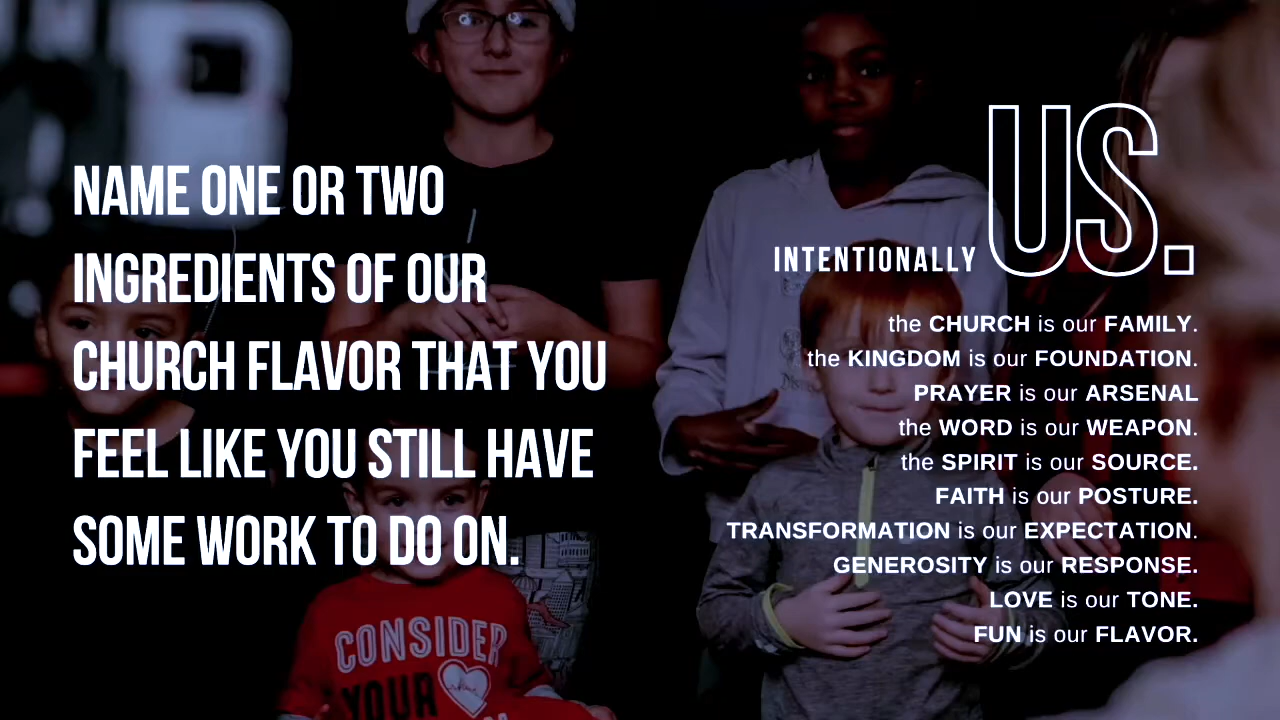 NAME ONE OR TWO
INGREDIENTS OF OUR
CHURCH FLAVOR THAT YOU
FEEL LIKE YOU STILL HAVE
SOME WORK TO DO ON.
INTENTIONALLY US.
the CHURCH is our FAMILY.
the KINGDOM is our FOUNDATION.
PRAYER is our ARSENAL
the WORD is our WEAPON.
the SPIRIT is our SOURCE.
FAITH is our POSTURE.
TRANSFORMATION is our EXPECTATION.
GENEROSITY is our RESPONSE.
LOVE is our TONE.
FUN is our FLAVOR.
CONSIDER
YOUR